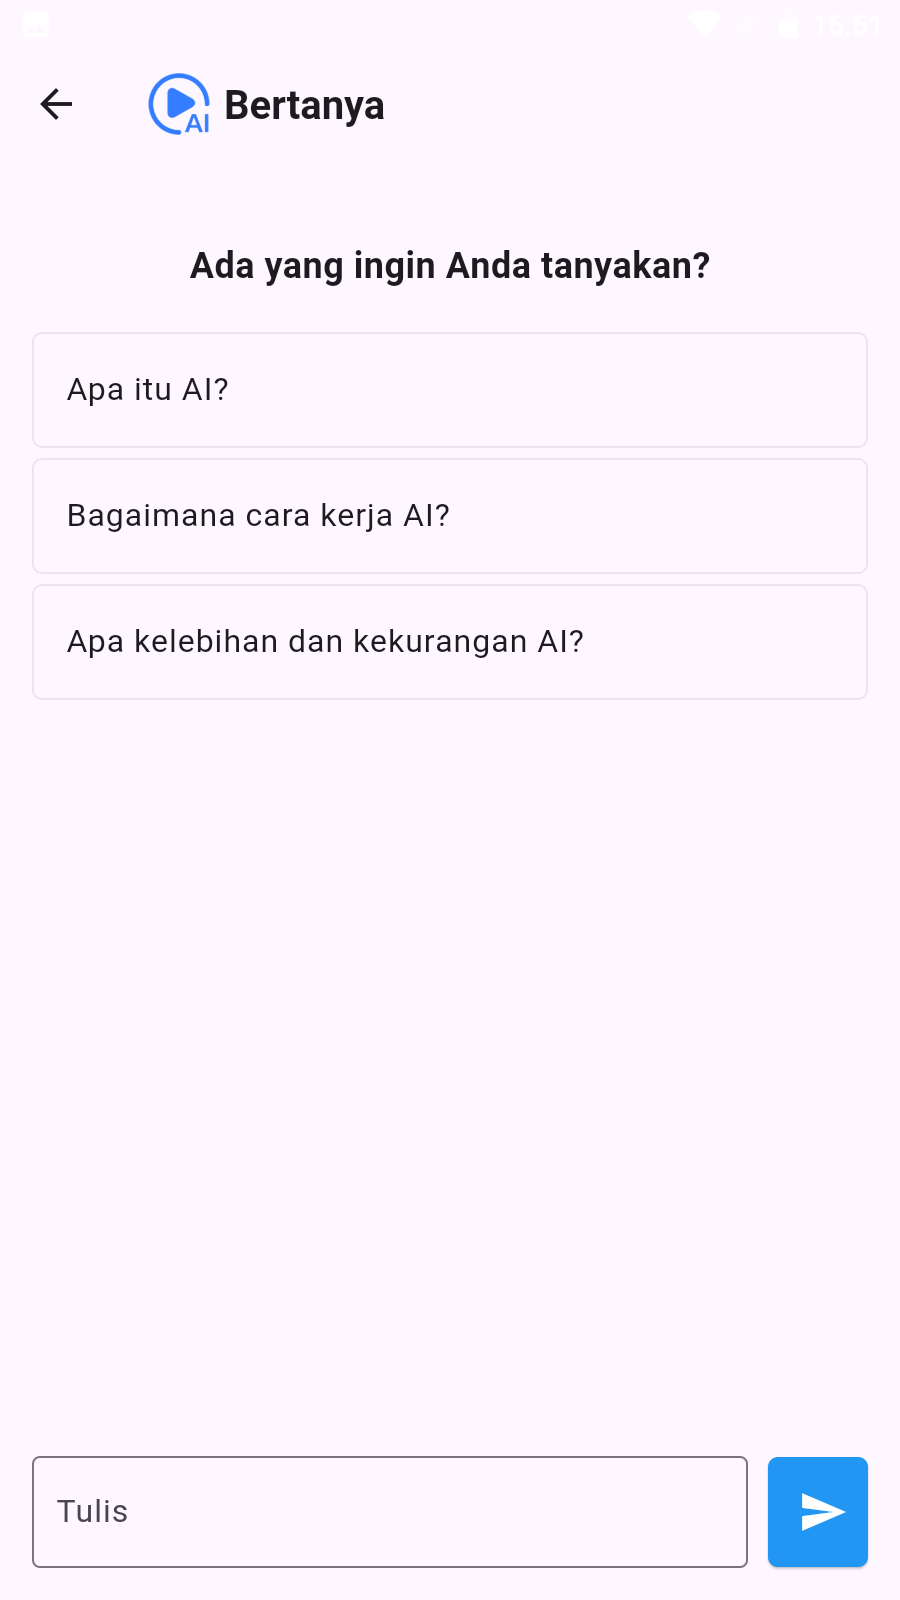 15:51
AI Bertanya
Ada yang ingin Anda tanyakan?
Apa itu AI?
Bagaimana cara kerja AI?
Apa kelebihan dan kekurangan AI?
Tulis